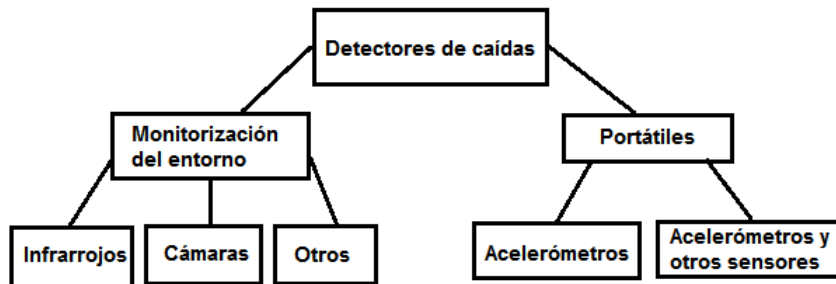 Detectores de caídas
Monitorización
del entorno
Portátiles
Infrarrojos
Cámaras
Otros
Acelerómetros
Acelerómetros y
otros sensores